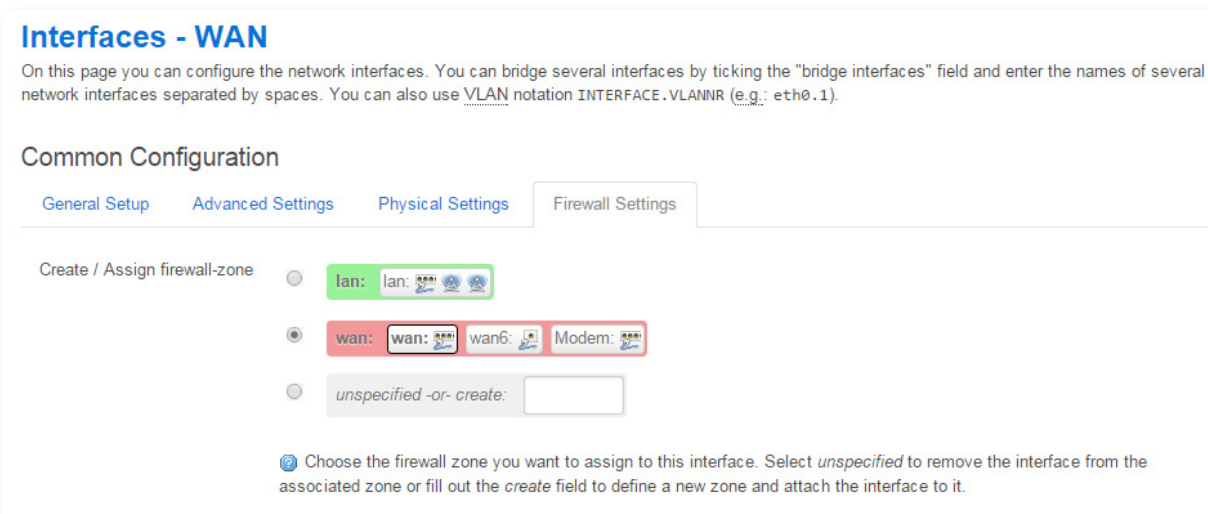 Interfaces - WAN
On this page you can configure the network interfaces. You can bridge several interfaces by ticking the "bridge interfaces" field and enter the names of several
network interfaces separated by spaces. You can also use VLAN notation INTERFACE.VLANNR (e.g.: eth0.1).
Common Configuration
General Setup Advanced Settings Physical Settings Firewall Settings
Create / Assign firewall-zone
lan: lan:
wan: wan: wan6: Modem:
unspecified -or- create:
Choose the firewall zone you want to assign to this interface. Select unspecified to remove the interface from the
associated zone or fill out the create field to define a new zone and attach the interface to it.